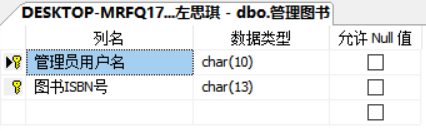 DESKTOP-MRFQ17...左思琪 - dbo.管理图书
列名 数据类型 允许 Null 值
管理员用户名 char(10)
图书ISBN号 char(13)